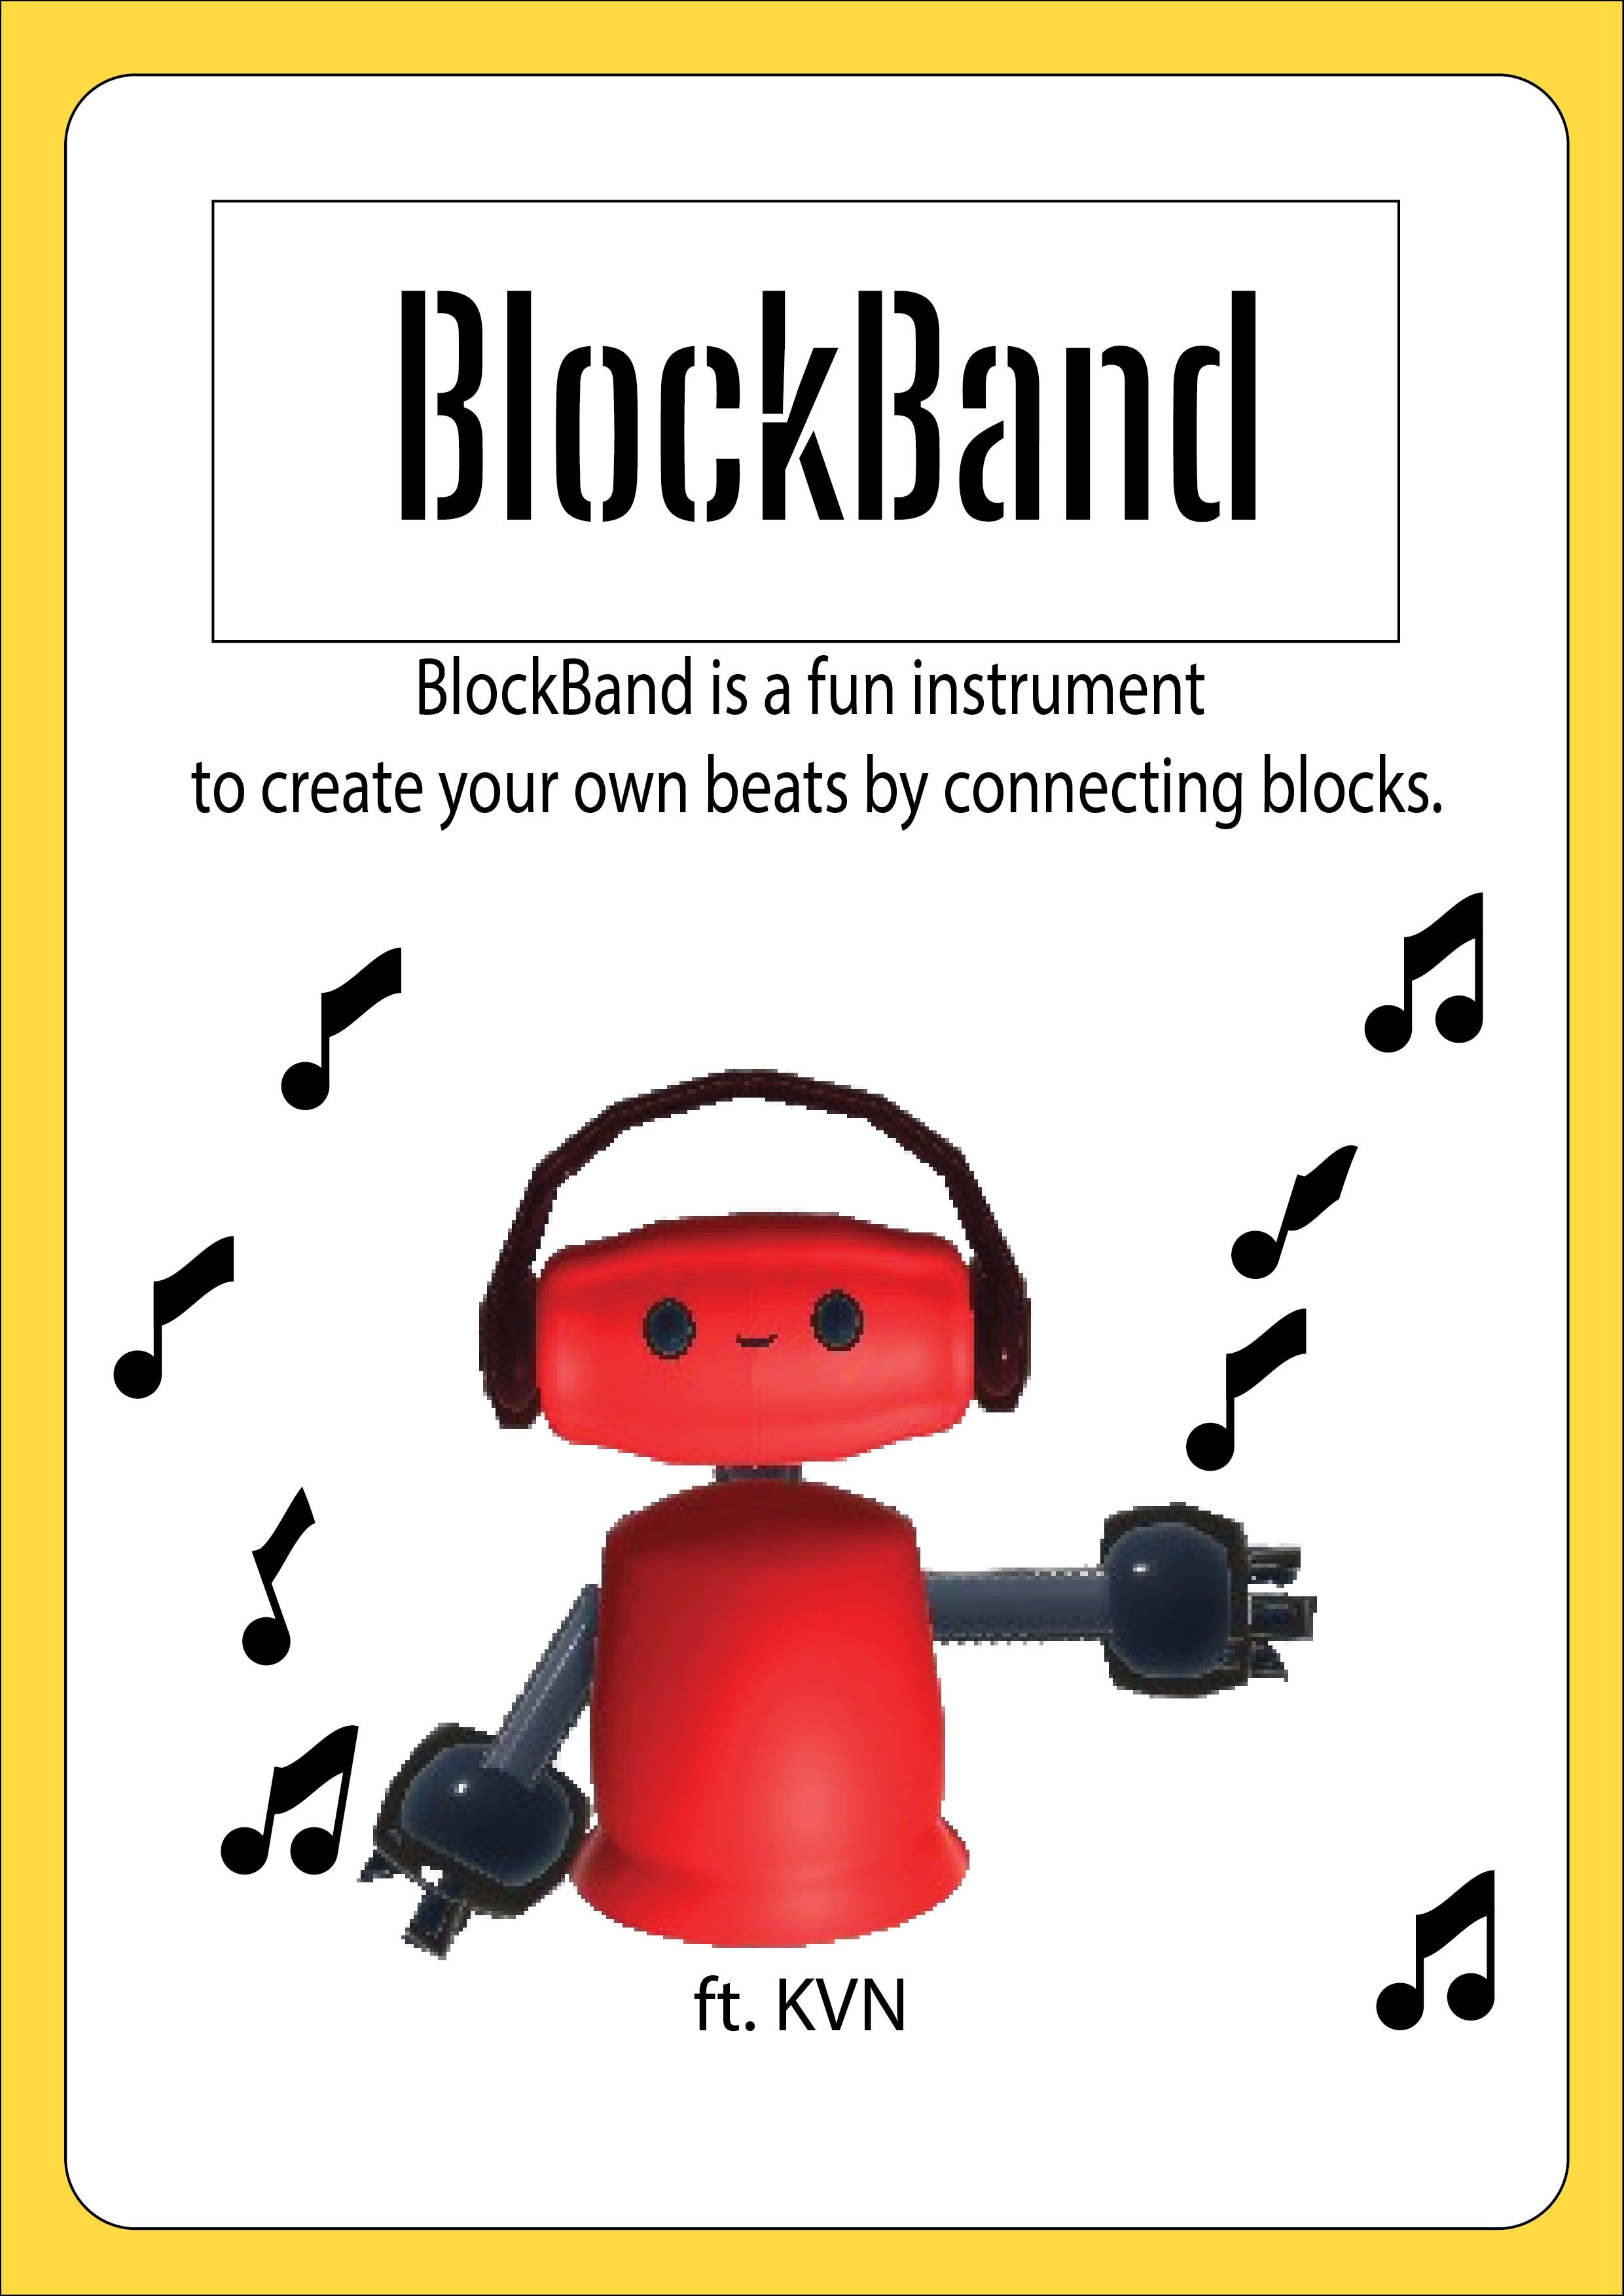 BlockBand
BlockBand is a fun instrument
to create your own beats by connecting blocks.
ft. KVN